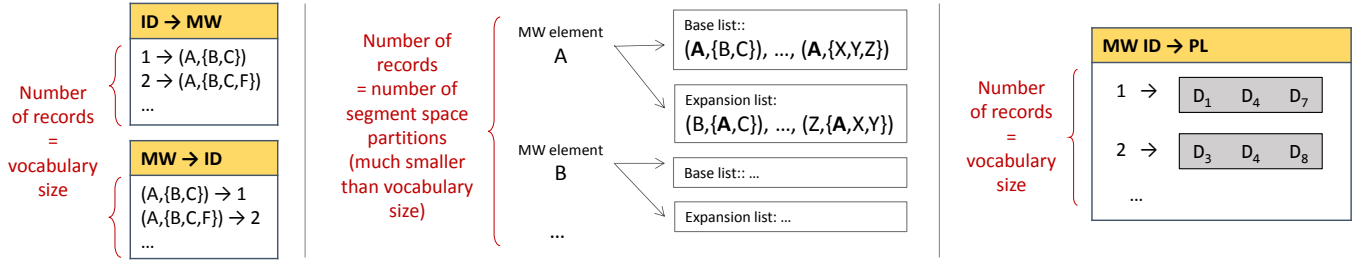 Number
of records
=
vocabulary
size
ID → MW
1 → (A,{B,C})
2 → (A,{B,C,F})
...
MW → ID
(A,{B,C}) → 1
(A,{B,C,F}) → 2
...
Number of
records
= number of
segment space
partitions
(much smaller
than vocabulary
size)
MW element
A
Base list::
(A,{B,C}), ..., (A,{X,Y,Z})
Expansion list:
(B,{A,C}), ..., (Z,{A,X,Y})
MW element
B
Base list:: ...
Expansion list: ...
...
Number
of records
=
vocabulary
size
MW ID → PL
1 → D₁ D₄ D₇
2 → D₃ D₄ D₈
...